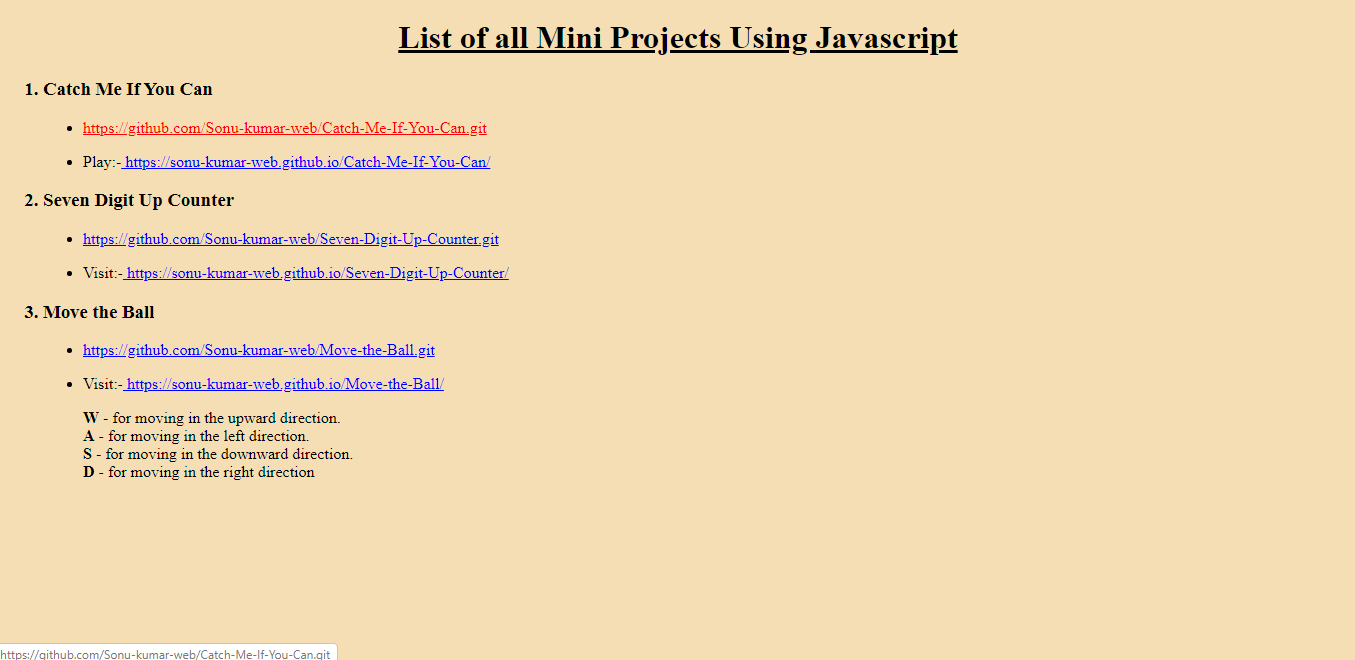 List of all Mini Projects Using Javascript
1. Catch Me If You Can
https://github.com/Sonu-kumar-web/Catch-Me-If-You-Can.git
Play:- https://sonu-kumar-web.github.io/Catch-Me-If-You-Can/
2. Seven Digit Up Counter
https://github.com/Sonu-kumar-web/Seven-Digit-Up-Counter.git
Visit:- https://sonu-kumar-web.github.io/Seven-Digit-Up-Counter/
3. Move the Ball
https://github.com/Sonu-kumar-web/Move-the-Ball.git
Visit:- https://sonu-kumar-web.github.io/Move-the-Ball/
W - for moving in the upward direction.
A - for moving in the left direction.
S - for moving in the downward direction.
D - for moving in the right direction
https://github.com/Sonu-kumar-web/Catch-Me-If-You-Can.git